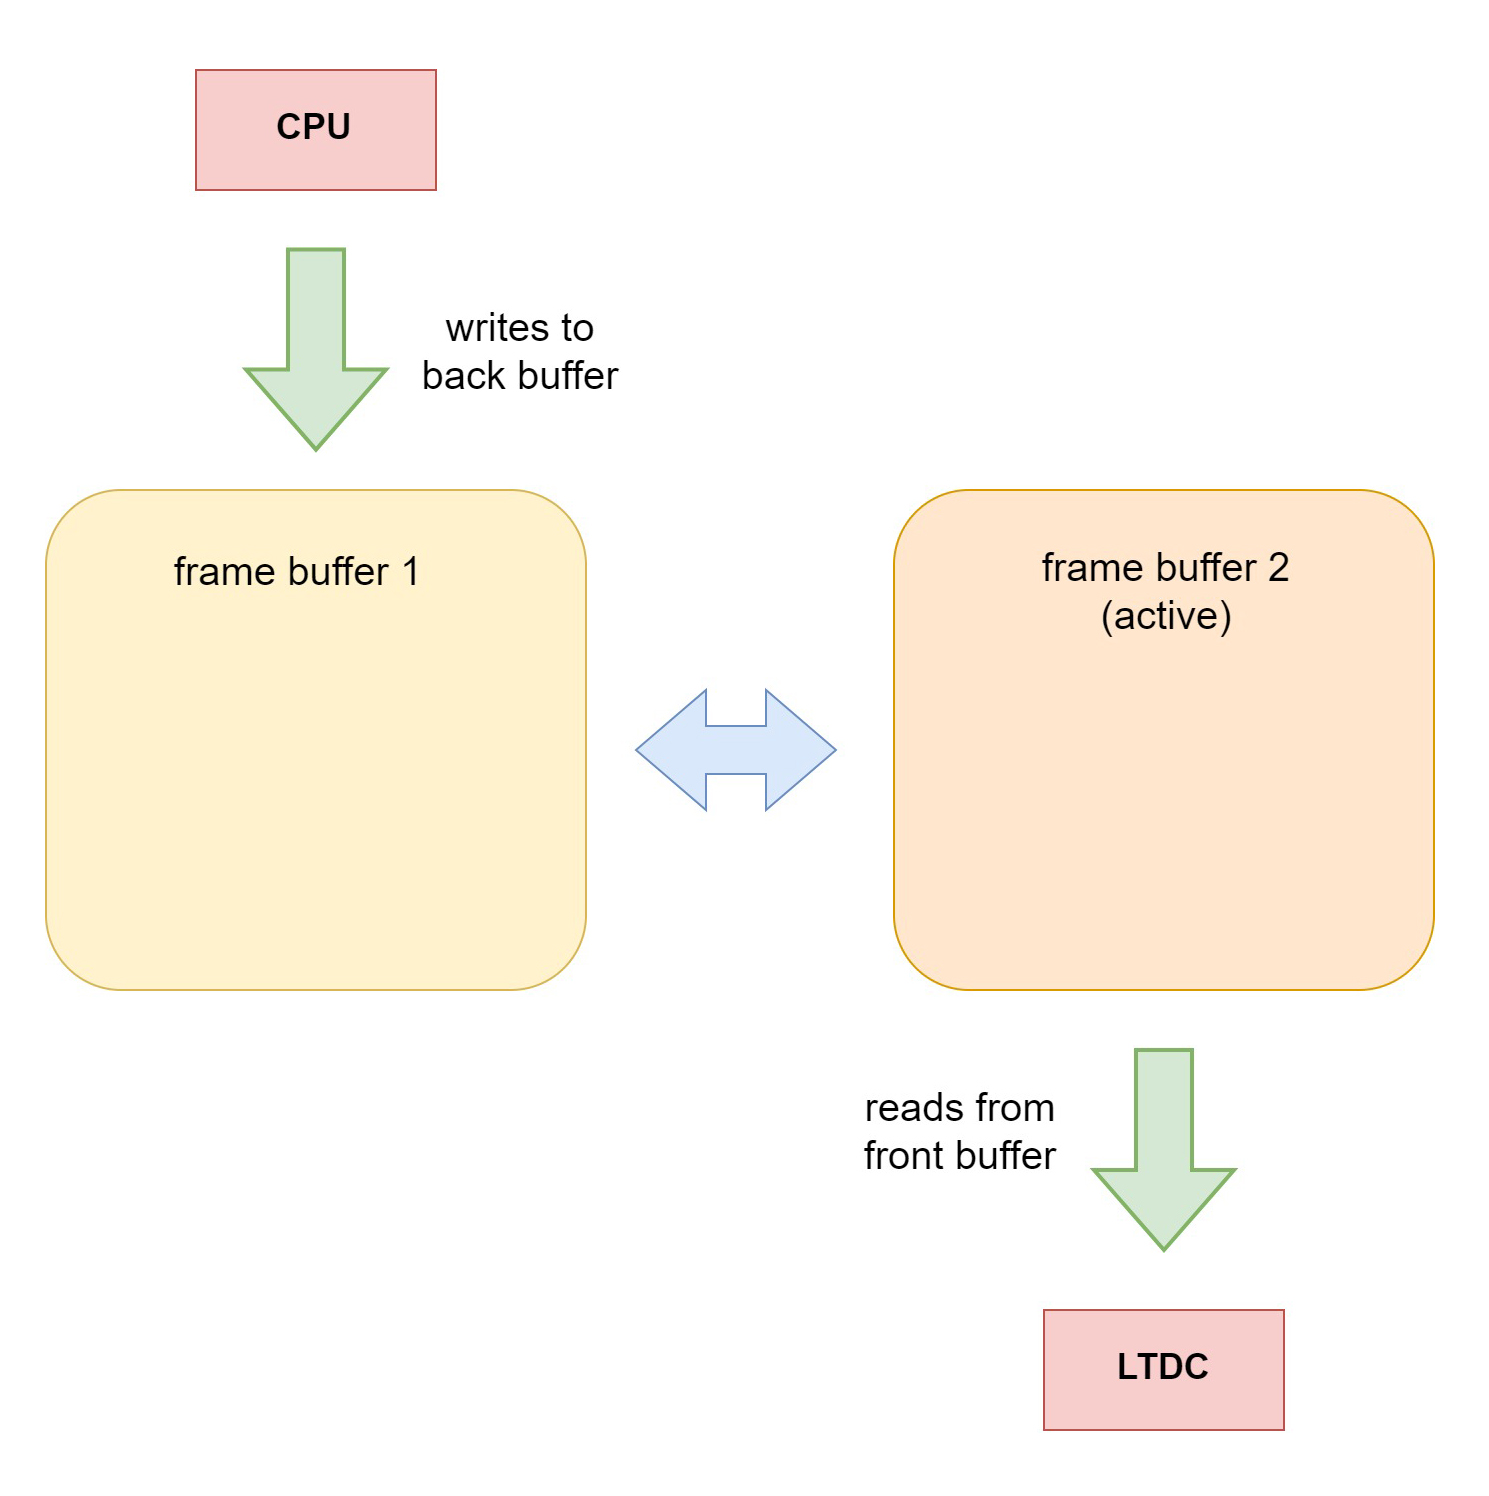 CPU
writes to
back buffer
frame buffer 1
frame buffer 2
(active)
reads from
front buffer
LTDC